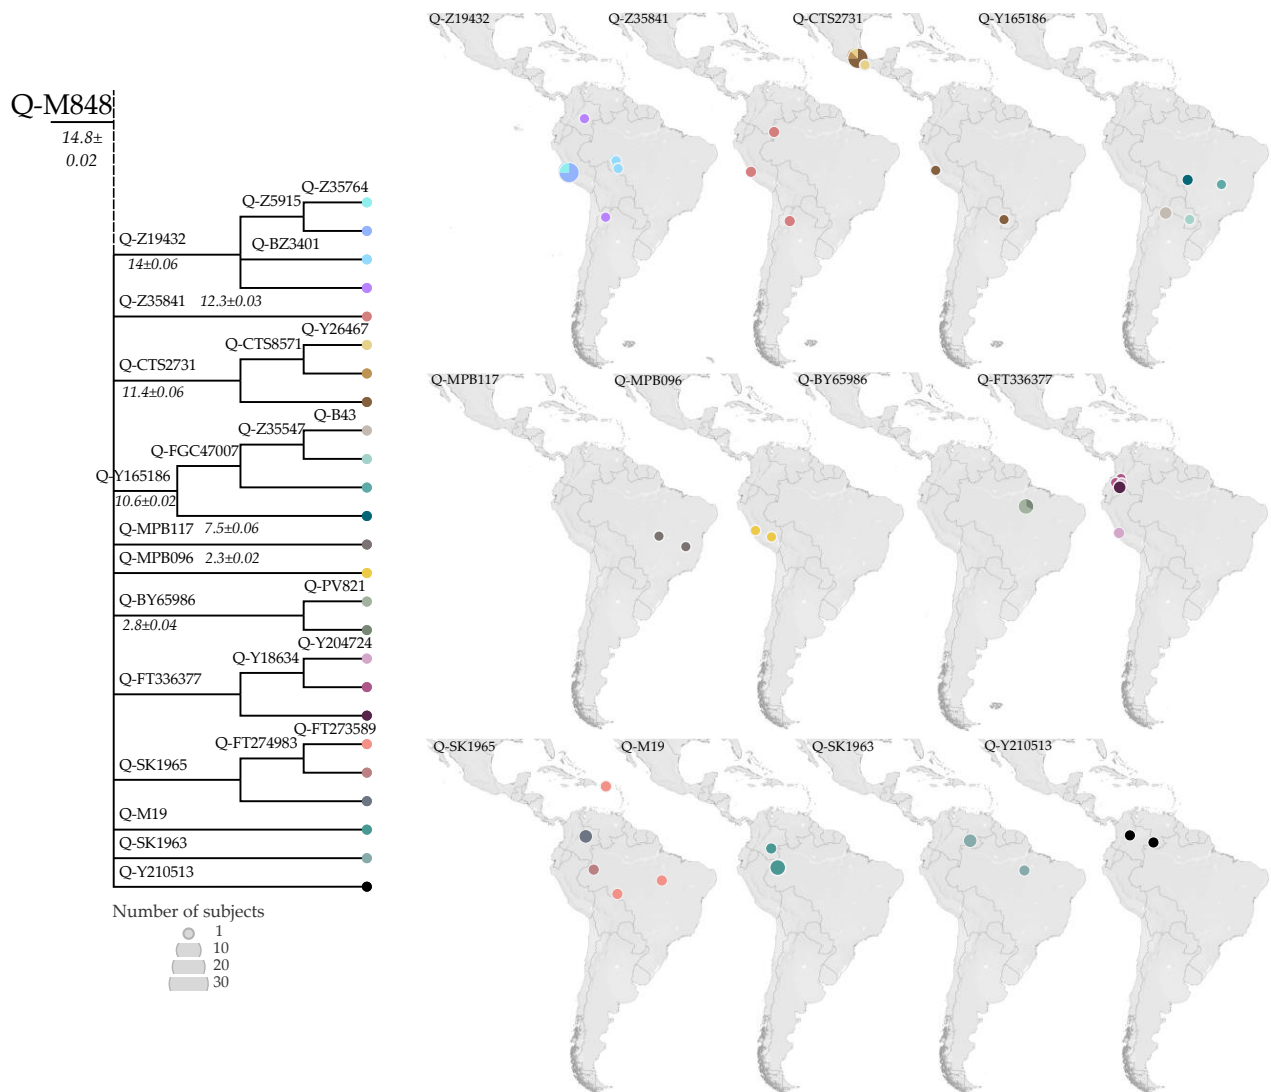 Q-M848
14.8±
0.02
Q-Z35764
Q-Z5915
Q-Z19432
Q-BZ3401
14±0.06
Q-Z35841 12.3±0.03
Q-Y26467
Q-CTS8571
Q-CTS2731
11.4±0.06
Q-B43
Q-Z35547
Q-FGC47007
Q-Y165186
10.6±0.02
Q-MPB117 7.5±0.06
Q-MPB096 2.3±0.02
Q-PV821
Q-BY65986
2.8±0.04
Q-Y204724
Q-Y18634
Q-FT336377
Q-FT273589
Q-FT274983
Q-SK1965
Q-M19
Q-SK1963
Q-Y210513
Number of subjects
1
10
20
30
Q-Z19432 Q-Z35841 Q-CTS2731 Q-Y165186
Q-MPB117 Q-MPB096 Q-BY65986 Q-FT336377
Q-SK1965 Q-M19 Q-SK1963 Q-Y210513